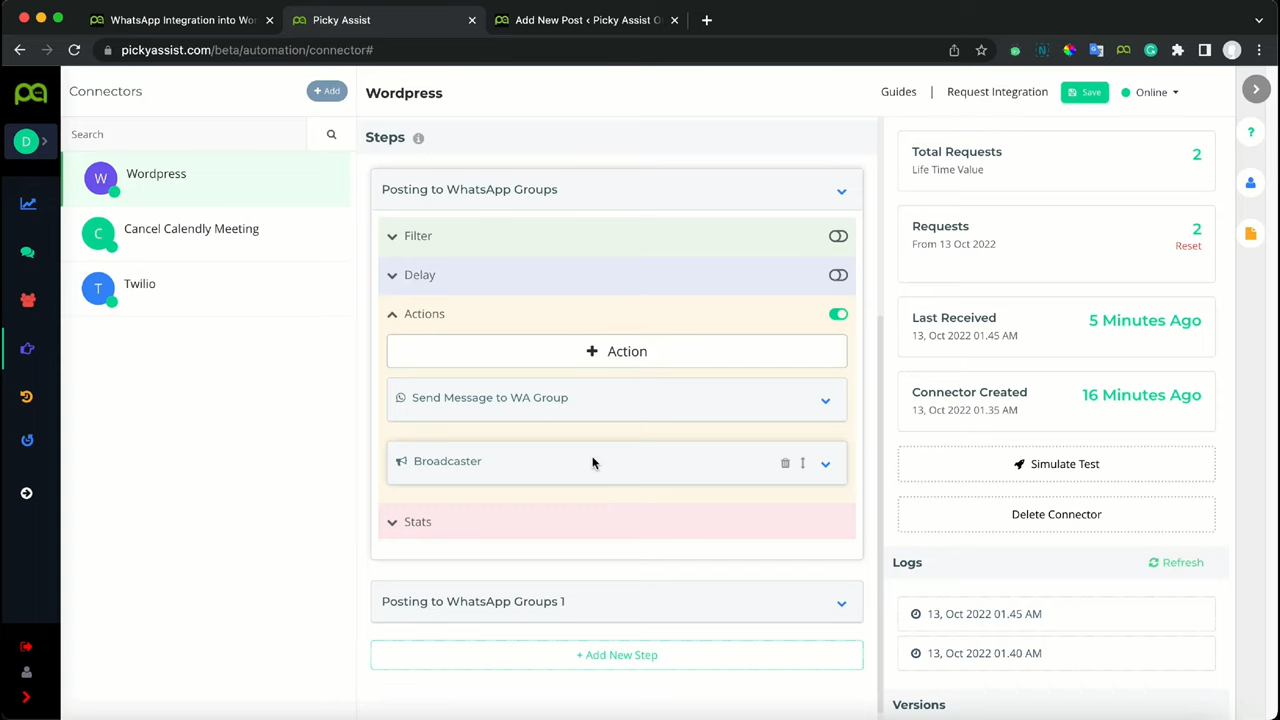 WhatsApp Integration into Wor
Picky Assist
Add New Post ‹ Picky Assist O
pickyassist.com/beta/automation/connector#
Connectors
+ Add
Search
D
W
Wordpress
C
Cancel Calendly Meeting
T
Twilio
Wordpress
Guides
|
Request Integration
Save
Online
Steps
Posting to WhatsApp Groups
Filter
Delay
Actions
+ Action
Send Message to WA Group
Broadcaster
Stats
Posting to WhatsApp Groups 1
+ Add New Step
Total Requests
2
Life Time Value
Requests
2
From 13 Oct 2022
Reset
Last Received
5 Minutes Ago
13, Oct 2022 01.45 AM
Connector Created
16 Minutes Ago
13, Oct 2022 01.35 AM
Simulate Test
Delete Connector
Logs
Refresh
13, Oct 2022 01.45 AM
13, Oct 2022 01.40 AM
Versions